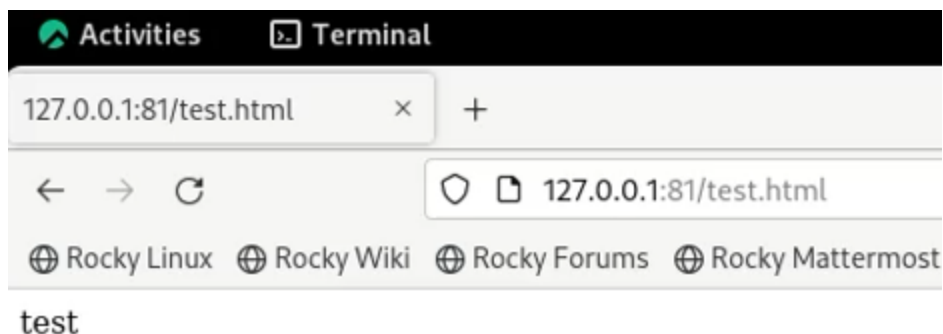 Activities Terminal
127.0.0.1:81/test.html
127.0.0.1:81/test.html
Rocky Linux Rocky Wiki Rocky Forums Rocky Mattermost
test